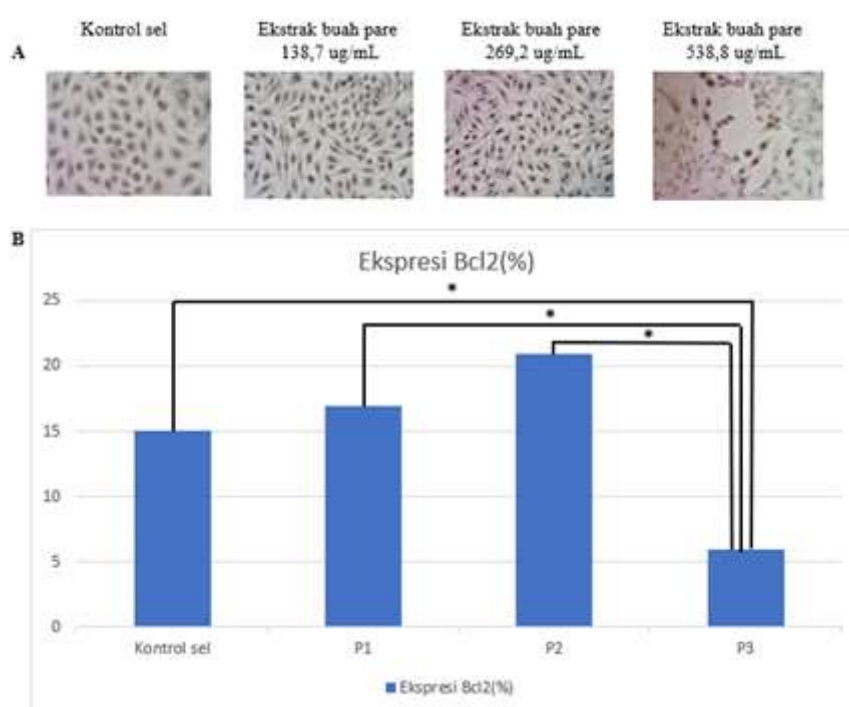 A
Kontrol sel
Ekstrak buah pare
138,7 ug/mL
Ekstrak buah pare
269,2 ug/mL
Ekstrak buah pare
538,8 ug/mL
B
Ekspresi Bcl2(%)
*
*
*
25
20
15
10
5
0
Kontrol sel
P1
P2
P3
Ekspresi Bcl2(%)